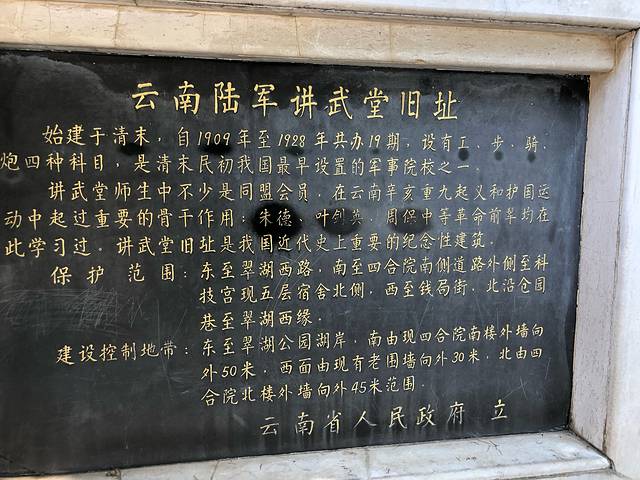 云南陆军讲武堂旧址
始建于清末，自1909年至1928年共办19期，设有工、步、骑、
炮四种科目，是清末民初我国最早设置的军事院校之一．
讲武堂师生中不少是同盟会员，在云南辛亥重九起义和护国运
动中起过重要的骨干作用；朱德、叶剑英、周保中等革命前辈均在
此学习过．讲武堂旧址是我国近代史上重要的纪念性建筑．
保护范围：东至翠湖西路，南至四合院南侧道路外侧至科
技宫现五层宿舍北侧，西至钱局街，北沿仓园
巷至翠湖西缘．
建设控制地带：东至翠湖公园湖岸，南由现四合院南楼外墙向
外50米，西面由现有老围墙向外30米，北由四
合院北楼外墙向外45米范围．
云南省人民政府 立